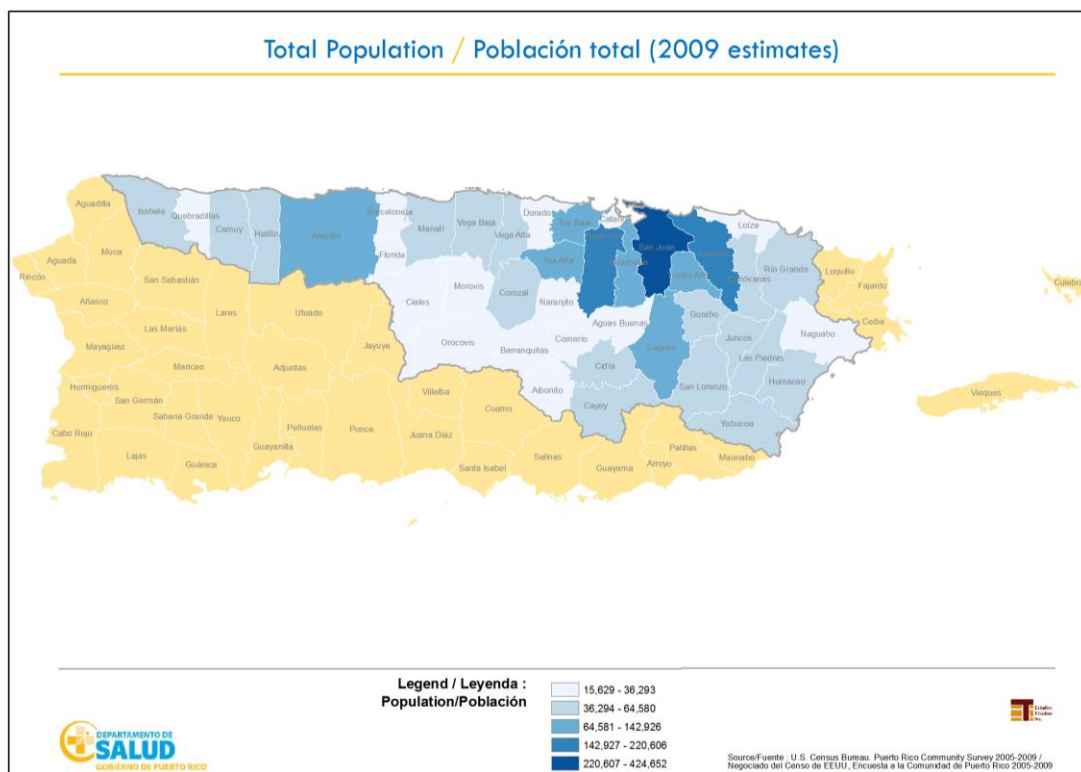 Total Population / Población total (2009 estimates)
Aguadilla
Isabela
Quebradillas
Camuy
Hatillo
Arecibo
Barceloneta
Manatí
Vega Baja
Vega Alta
Dorado
Toa Baja
Cataño
San Juan
Loíza
Moca
Aguada
Rincón
San Sebastián
Florida
Toa Alta
Río Grande
Luquillo
Fajardo
Culebra
Añasco
Lares
Utuado
Ciales
Morovis
Corozal
Naranjito
Aguas Buenas
Gurabo
Ceiba
Las Marías
Mayagüez
Jayuya
Orocovis
Barranquitas
Comerío
Caguas
Juncos
Naguabo
Las Piedras
Maricao
Adjuntas
Cidra
Hormigueros
San Germán
Villalba
Aibonito
San Lorenzo
Humacao
Vieques
Sabana Grande
Yauco
Peñuelas
Ponce
Coamo
Cayey
Yabucoa
Cabo Rojo
Lajas
Guánica
Guayanilla
Juana Díaz
Santa Isabel
Salinas
Guayama
Arroyo
Patillas
Maunabo
Legend / Leyenda :
Population/Población
15,629 - 36,293
36,294 - 64,580
64,581 - 142,926
142,927 - 220,606
220,607 - 424,652
DEPARTAMENTO DE
SALUD
GOBIERNO DE PUERTO RICO
Estudios
Técnicos
Inc.
Source/Fuente : U.S. Census Bureau. Puerto Rico Community Survey 2005-2009 /
Negociado del Censo de EEUU, Encuesta a la Comunidad de Puerto Rico 2005-2009